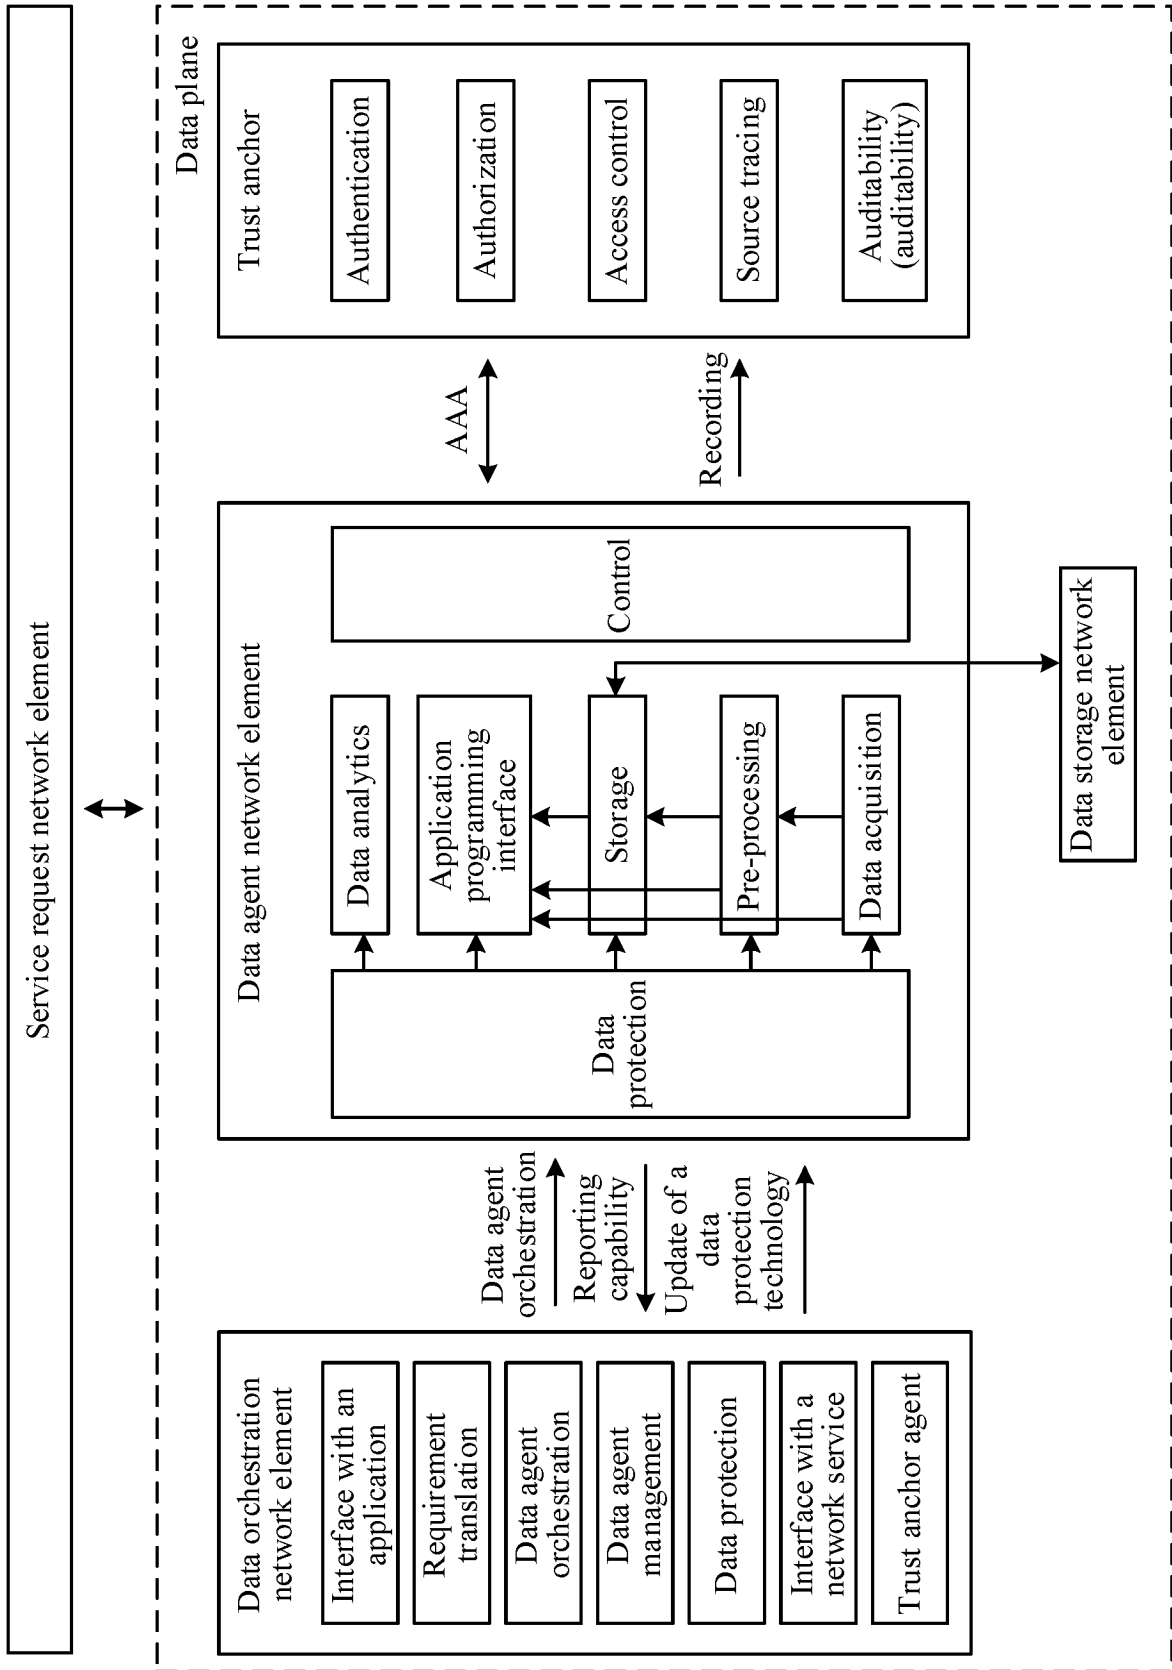 Service request network element
Data plane
Data orchestration
network element
Interface with an
application
Requirement
translation
Data agent
orchestration
Data agent
management
Data protection
Interface with a
network service
Trust anchor agent
Data agent
orchestration
Reporting
capability
Update of a
data
protection
technology
Data agent network element
Data
protection
Data analytics
Application
programming
interface
Storage
Pre-processing
Data acquisition
Control
Data storage network
element
AAA
Recording
Trust anchor
Authentication
Authorization
Access control
Source tracing
Auditability
(auditability)